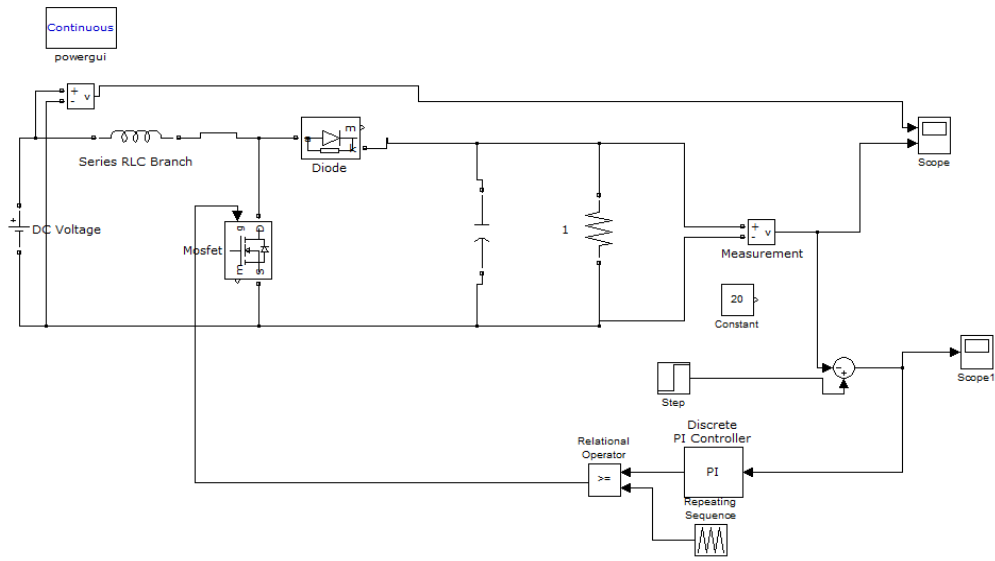 Continuous
powergui
+
-
v
Series RLC Branch
m
a
k
Diode
Scope
+
DC Voltage
Mosfet
g
D
m
S
1
+
-
v
Measurement
20
Constant
-
+
Scope1
Step
Discrete
PI Controller
PI
Relational
Operator
>=
Repeating
Sequence